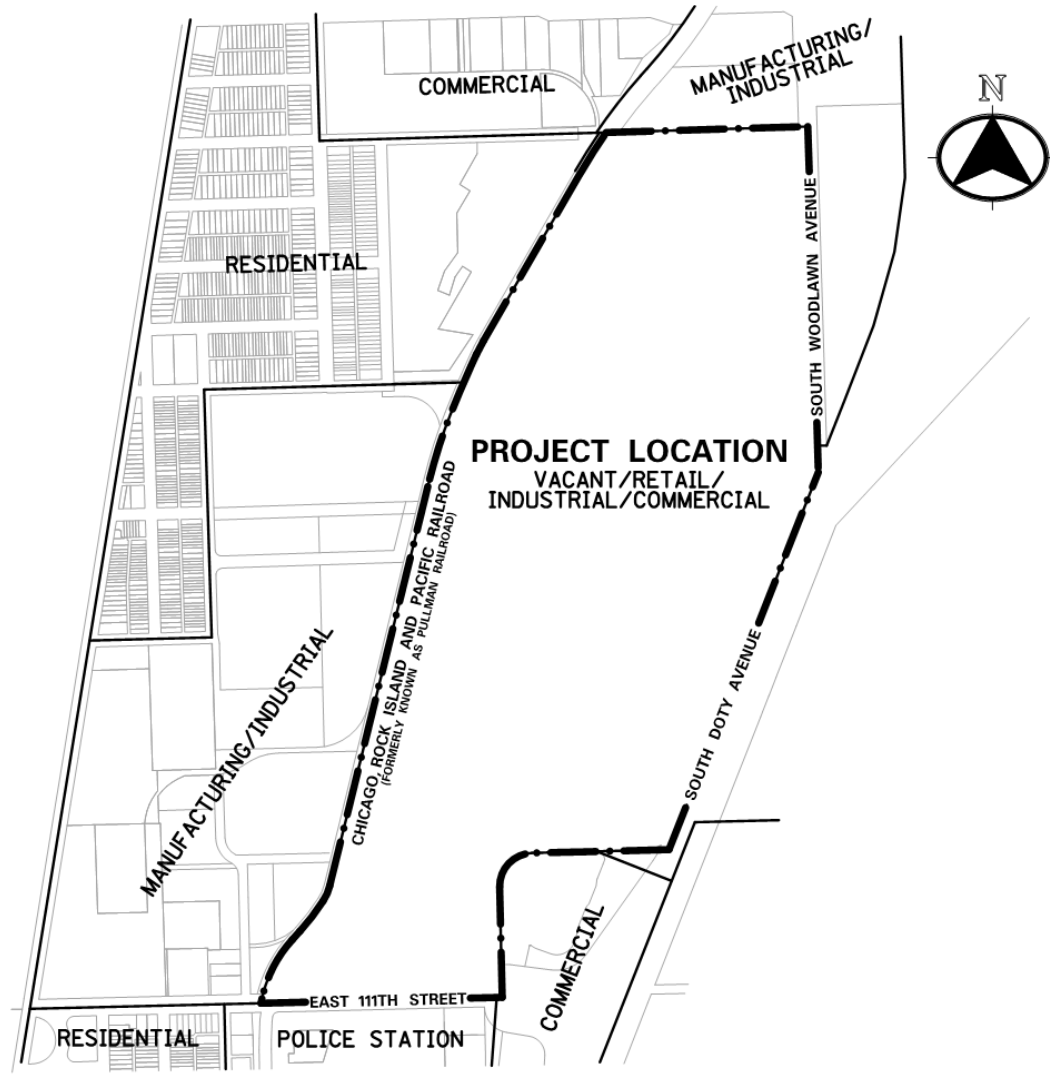 COMMERCIAL
MANUFACTURING/
INDUSTRIAL
N
RESIDENTIAL
SOUTH WOODLAWN AVENUE
PROJECT LOCATION
VACANT/RETAIL/
INDUSTRIAL/COMMERCIAL
CHICAGO, ROCK ISLAND AND PACIFIC RAILROAD
(FORMERLY KNOWN AS PULLMAN RAILROAD)
MANUFACTURING/INDUSTRIAL
SOUTH DOTY AVENUE
COMMERCIAL
EAST 111TH STREET
RESIDENTIAL
POLICE STATION